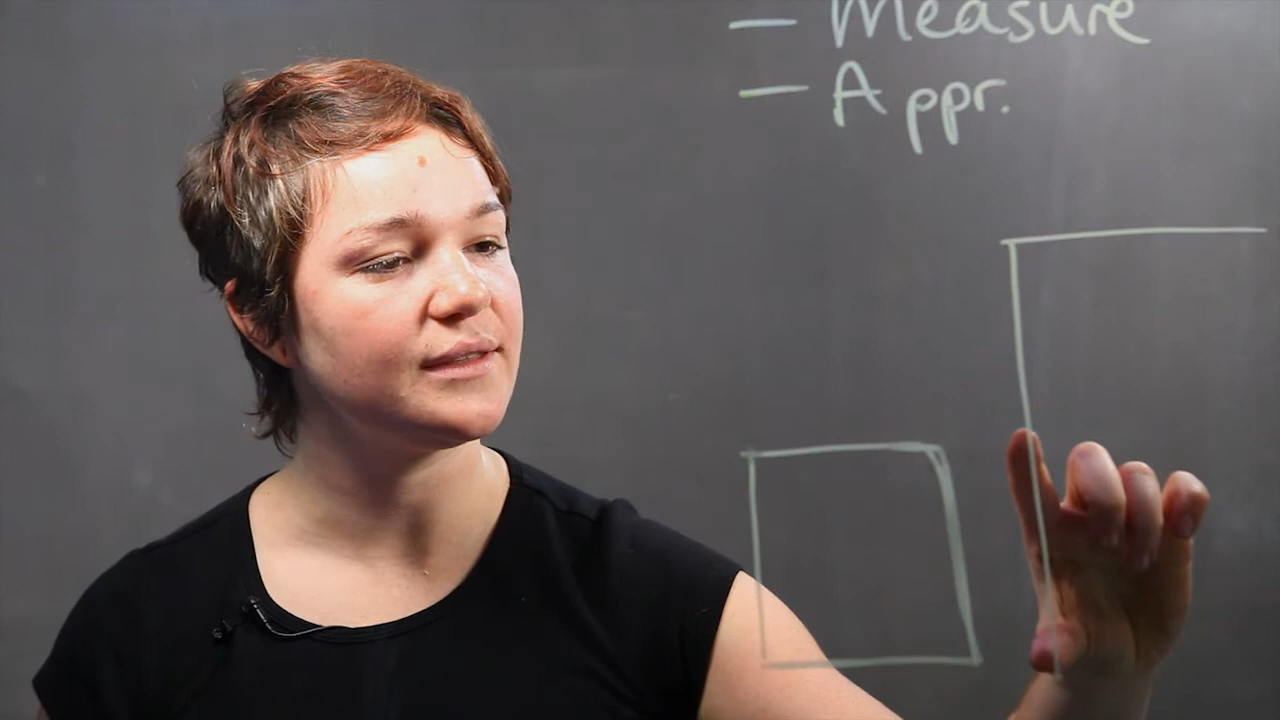 – Measure
– Appr.